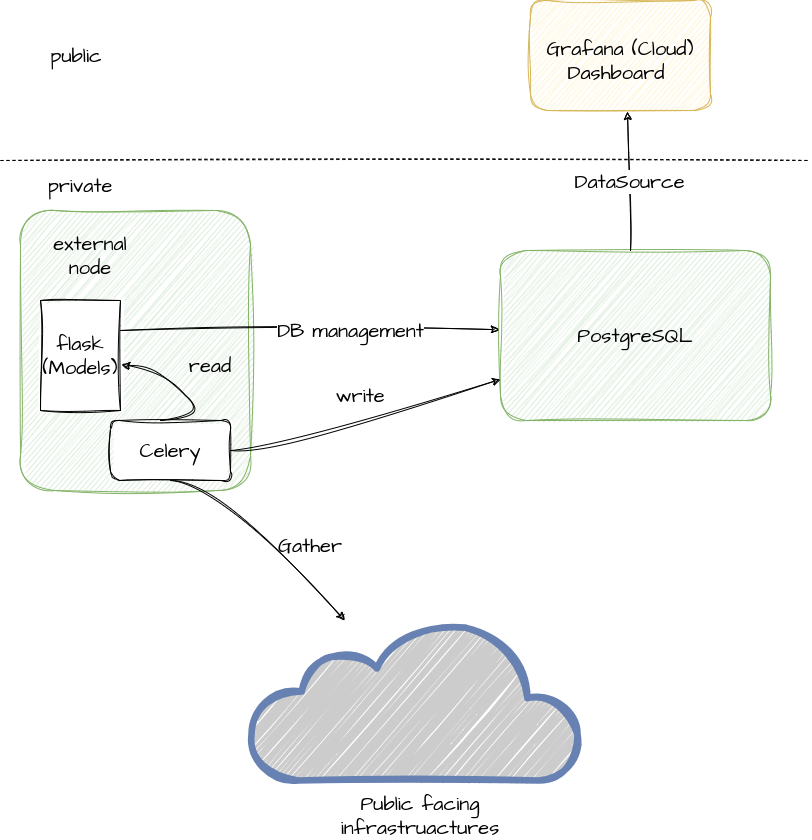 public
Grafana (Cloud)
Dashboard
private
DataSource
external
node
flask
(Models)
read
DB management
PostgreSQL
write
Celery
Gather
Public facing
infrastruactures